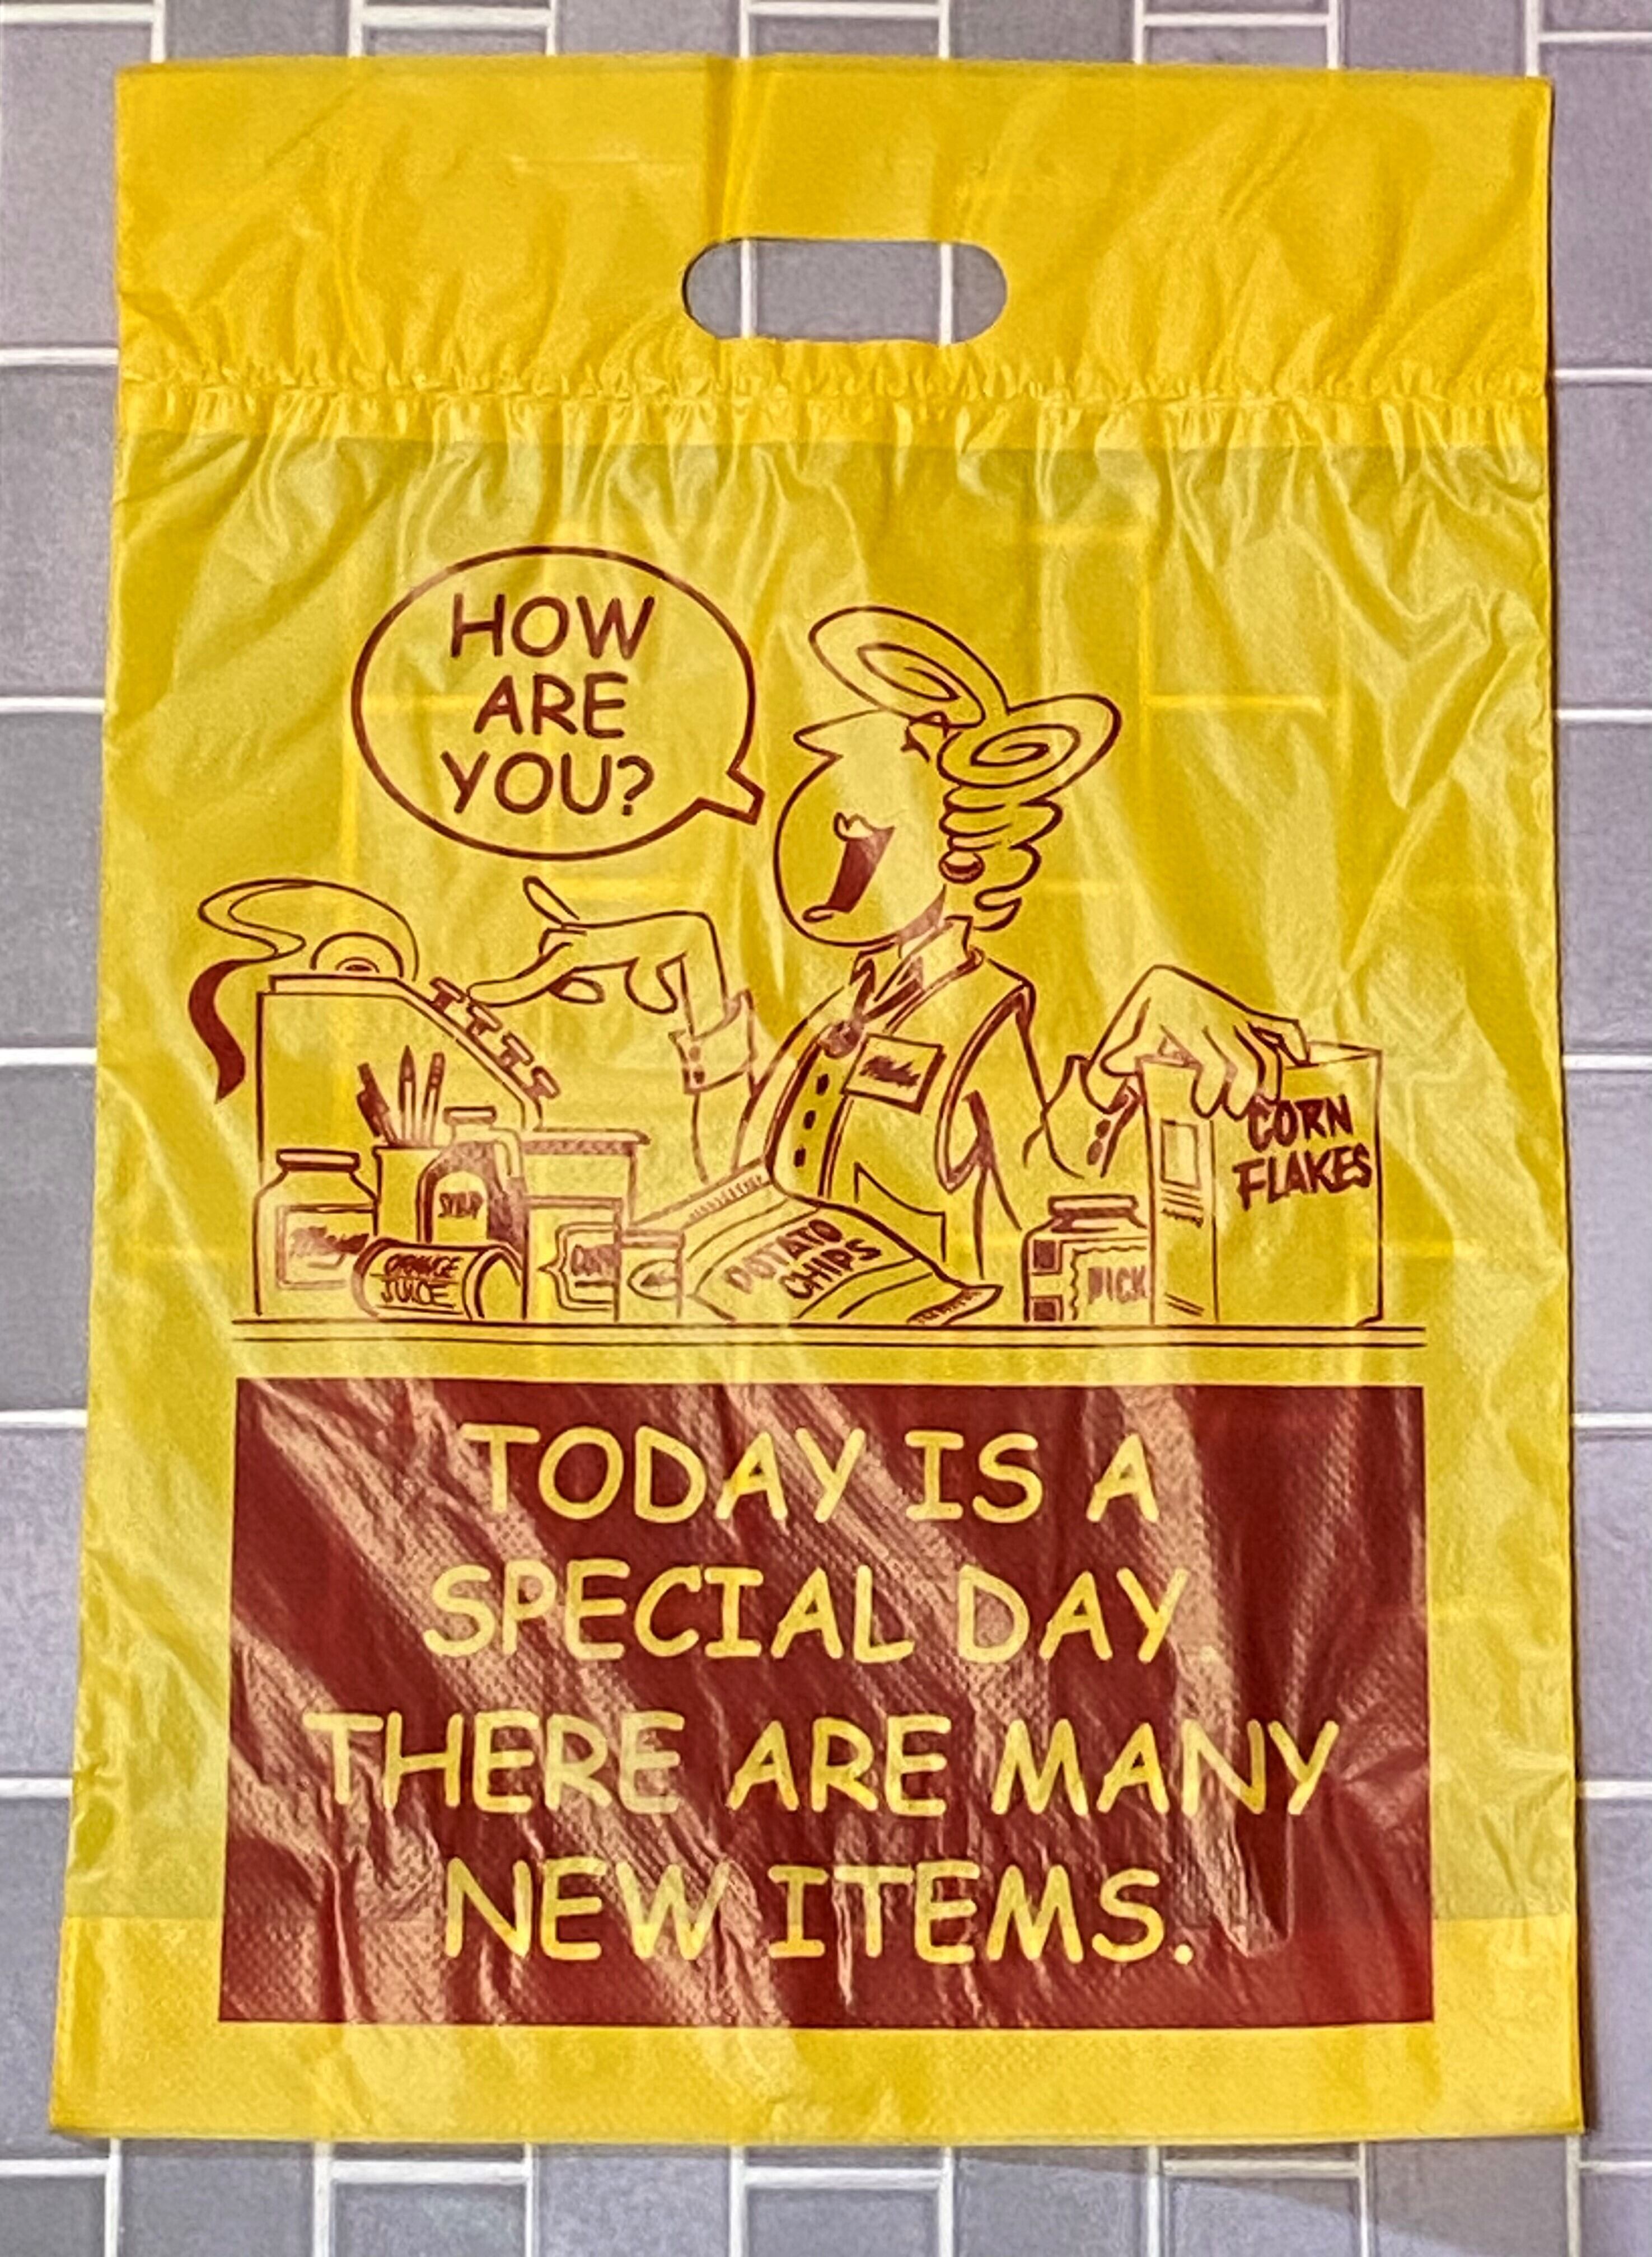 HOW
ARE
YOU?
CORN
FLAKES
SYRUP
ORANGE
JUICE
POTATO
CHIPS
PICK
TODAY IS A
SPECIAL DAY.
THERE ARE MANY
NEW ITEMS.